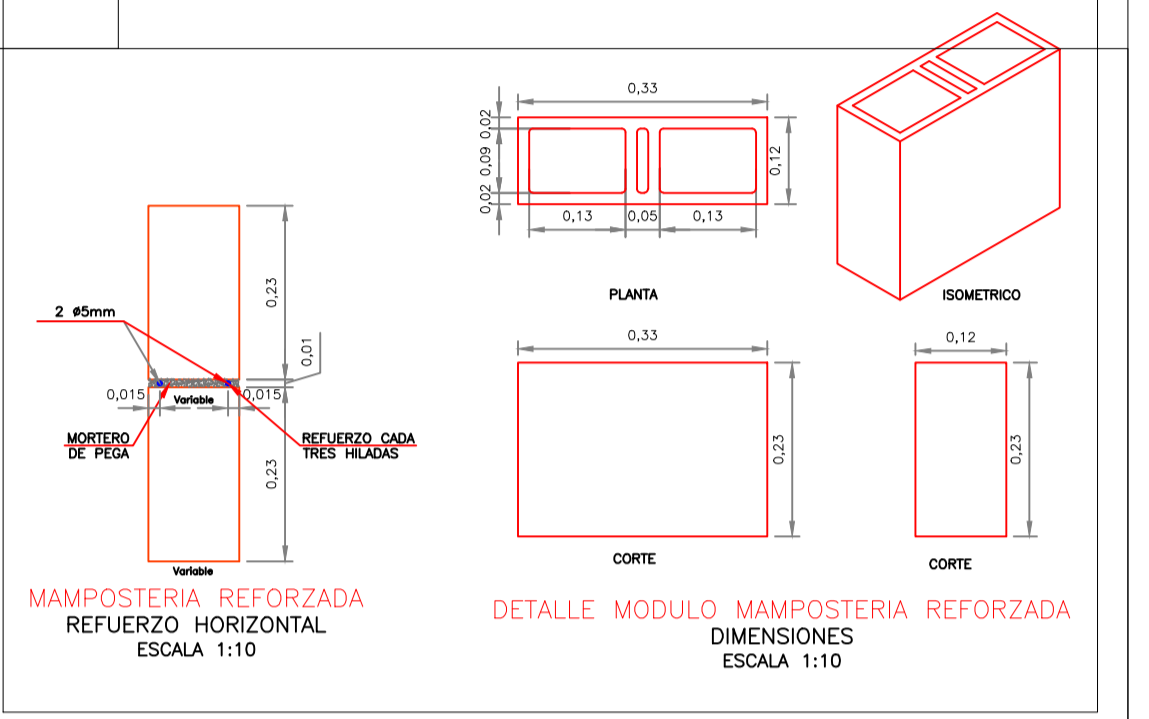 0,23
2 ø5mm
0,01
0,015
Variable
0,015
MORTERO
DE PEGA
REFUERZO CADA
TRES HILADAS
0,23
Variable
MAMPOSTERIA REFORZADA
REFUERZO HORIZONTAL
ESCALA 1:10
0,33
0,02
0,09
0,02
0,12
0,13
0,05
0,13
PLANTA
ISOMETRICO
0,33
0,23
CORTE
0,12
0,23
CORTE
DETALLE MODULO MAMPOSTERIA REFORZADA
DIMENSIONES
ESCALA 1:10